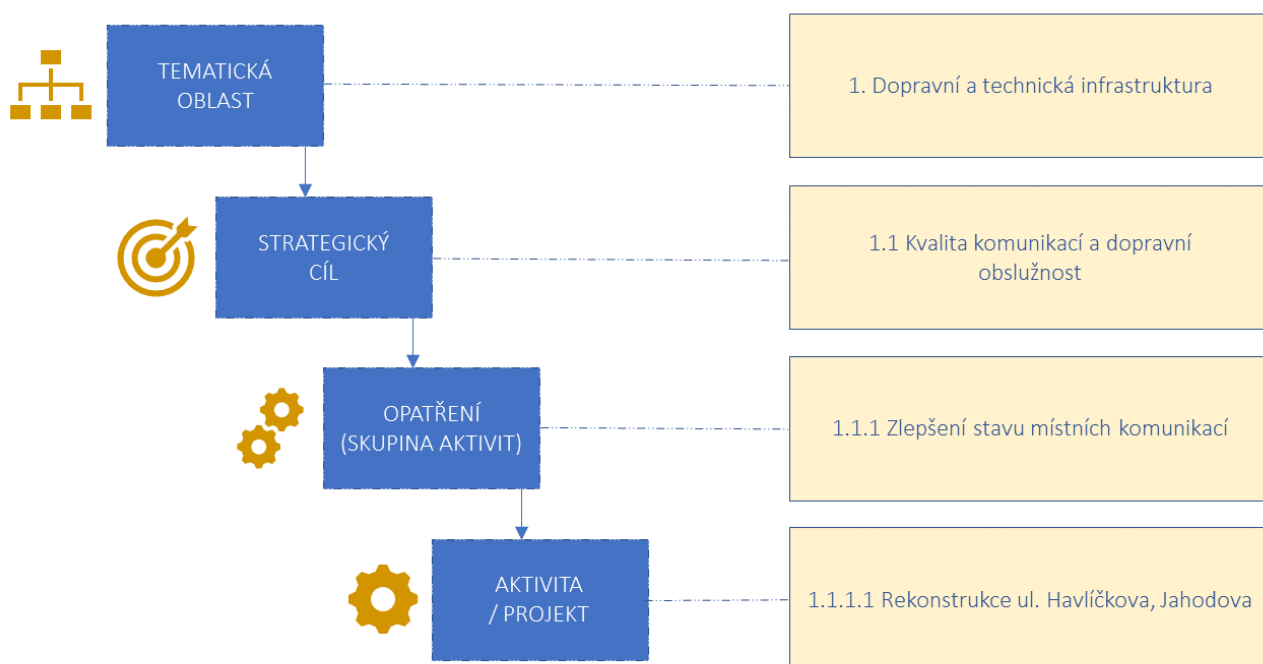 TEMATICKÁ
OBLAST
1. Dopravní a technická infrastruktura
STRATEGICKÝ
CÍL
1.1 Kvalita komunikací a dopravní
obslužnost
OPATŘENÍ
(SKUPINA AKTIVIT)
1.1.1 Zlepšení stavu místních komunikací
AKTIVITA
/ PROJEKT
1.1.1.1 Rekonstrukce ul. Havlíčkova, Jahodova